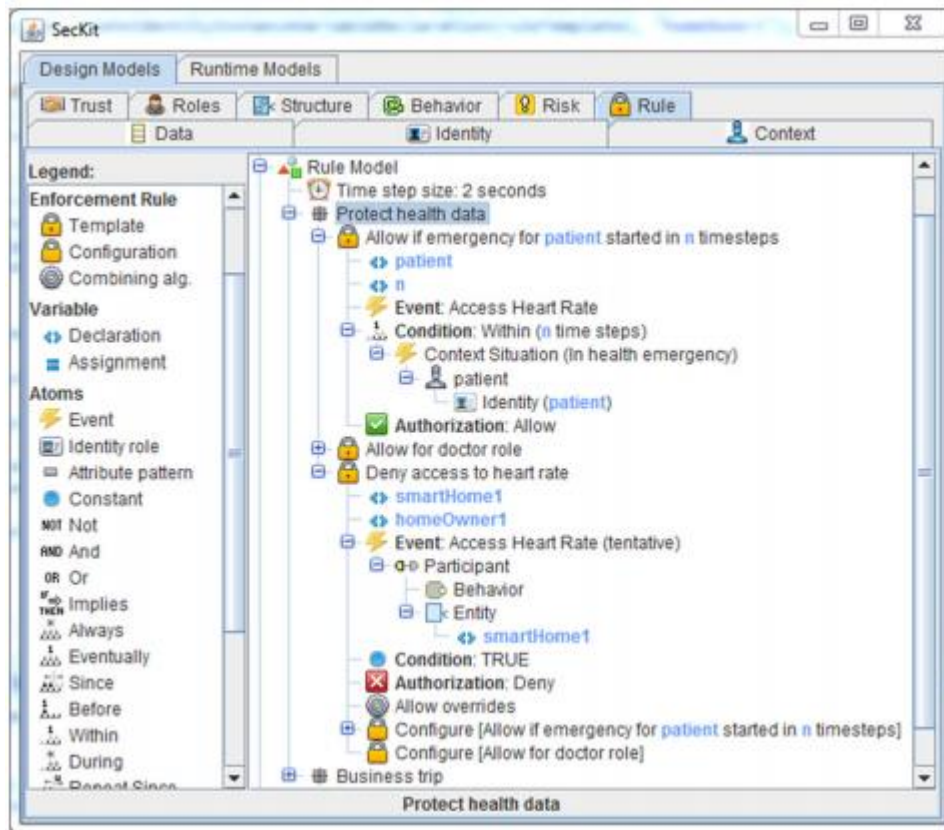 SecKit
Design Models Runtime Models
Trust Roles Structure Behavior Risk Rule
Data Identity Context
Legend:
Enforcement Rule
Template
Configuration
Combining alg.
Variable
Declaration
Assignment
Atoms
Event
Identity role
Attribute pattern
Constant
NOT Not
AND And
OR Or
IF THEN Implies
Always
Eventually
Since
Before
Within
During
Repeat Since
Rule Model
Time step size: 2 seconds
Protect health data
Allow if emergency for patient started in n timesteps
patient
n
Event: Access Heart Rate
Condition: Within (n time steps)
Context Situation (In health emergency)
patient
Identity (patient)
Authorization: Allow
Allow for doctor role
Deny access to heart rate
smartHome1
homeOwner1
Event: Access Heart Rate (tentative)
Participant
Behavior
Entity
smartHome1
Condition: TRUE
Authorization: Deny
Allow overrides
Configure [Allow if emergency for patient started in n timesteps]
Configure [Allow for doctor role]
Business trip
Protect health data